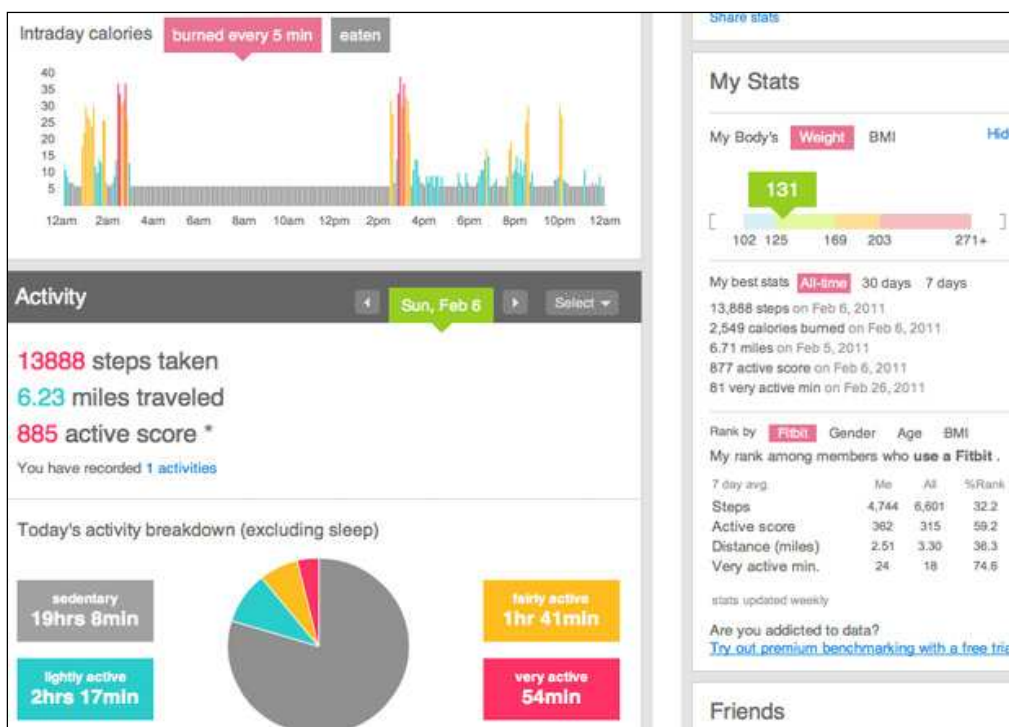 Intraday calories burned every 5 min eaten
40
35
30
25
20
15
10
5
12am 2am 4am 6am 8am 10am 12pm 2pm 4pm 6pm 8pm 10pm 12am
Activity Sun, Feb 6 Select
13888 steps taken
6.23 miles traveled
885 active score *
You have recorded 1 activities
Today's activity breakdown (excluding sleep)
sedentary
19hrs 8min
lightly active
2hrs 17min
fairly active
1hr 41min
very active
54min
Share stats
My Stats
My Body's Weight BMI Hid
131
102 125 169 203 271+
My best stats All-time 30 days 7 days
13,888 steps on Feb 6, 2011
2,549 calories burned on Feb 6, 2011
6.71 miles on Feb 5, 2011
877 active score on Feb 6, 2011
81 very active min on Feb 26, 2011
Rank by Fitbit Gender Age BMI
My rank among members who use a Fitbit .
7 day avg. Me All %Rank
Steps 4,744 6,601 32.2
Active score 362 315 59.2
Distance (miles) 2.51 3.30 36.3
Very active min. 24 18 74.6
stats updated weekly
Are you addicted to data?
Try out premium benchmarking with a free tria
Friends